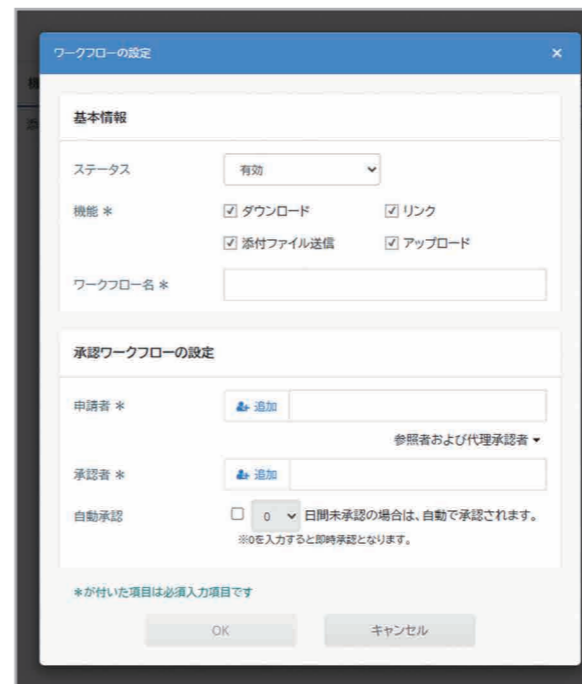 ワークフローの設定 ×
基本情報
ステータス 有効
機能 * ダウンロード リンク
添付ファイル送信 アップロード
ワークフロー名 *
承認ワークフローの設定
申請者 * 追加
参照者および代理承認者
承認者 * 追加
自動承認 0 日間未承認の場合は、自動で承認されます。
※0を入力すると即時承認となります。
*が付いた項目は必須入力項目です
OK キャンセル